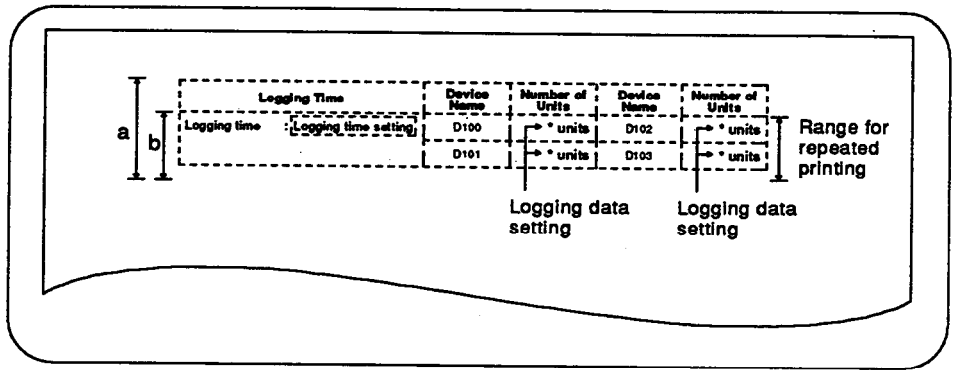 Logging Time
Device Name
Number of Units
Device Name
Number of Units
a
b
Logging time : Logging time setting
D100
* units
D102
* units
D101
* units
D103
* units
Range for repeated printing
Logging data setting
Logging data setting